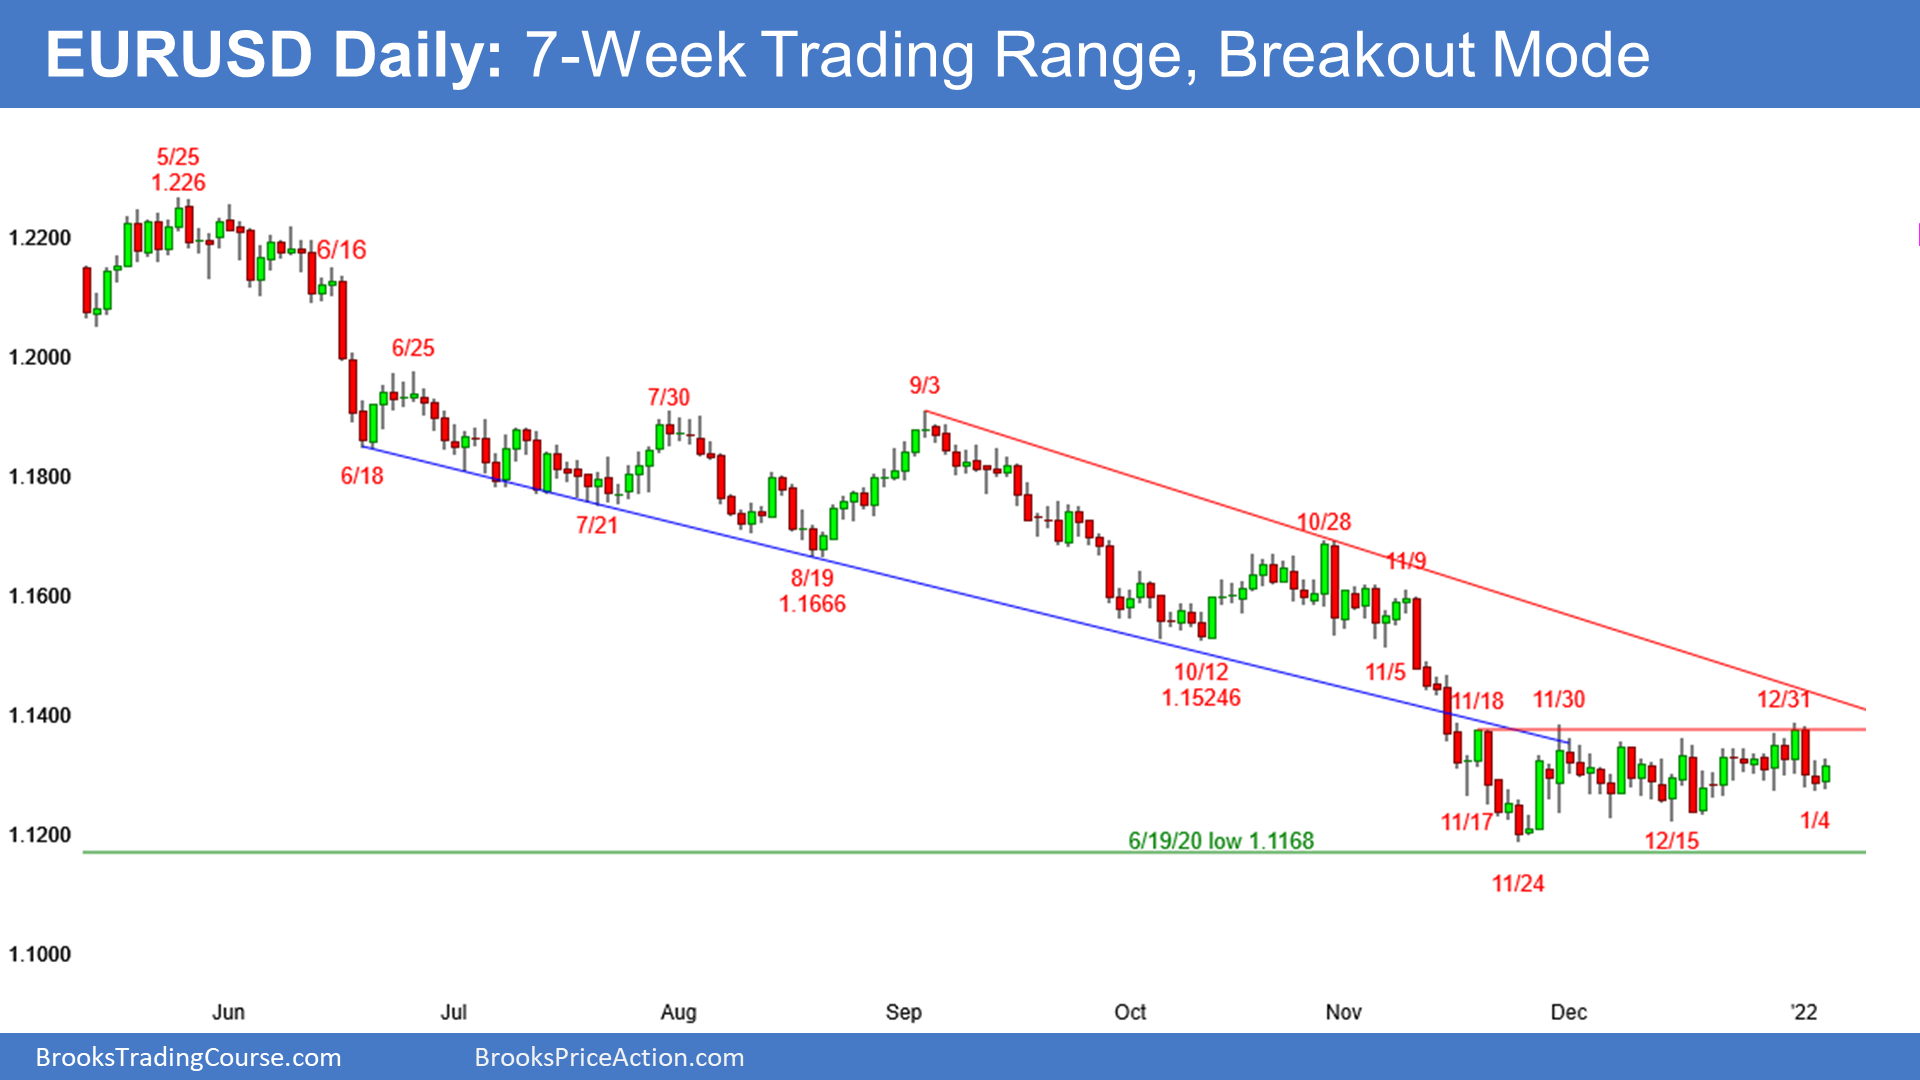 EURUSD Daily: 7-Week Trading Range, Breakout Mode
5/25
1.226
1.2200
6/16
6/25
1.2000
7/30
9/3
1.1800
6/18
7/21
10/28
11/9
8/19
1.1666
1.1600
10/12
1.15246
11/5
11/18
11/30
12/31
1.1400
11/17
1/4
1.1200
6/19/20 low 1.1168
12/15
11/24
1.1000
Jun
Jul
Aug
Sep
Oct
Nov
Dec
'22
BrooksTradingCourse.com
BrooksPriceAction.com